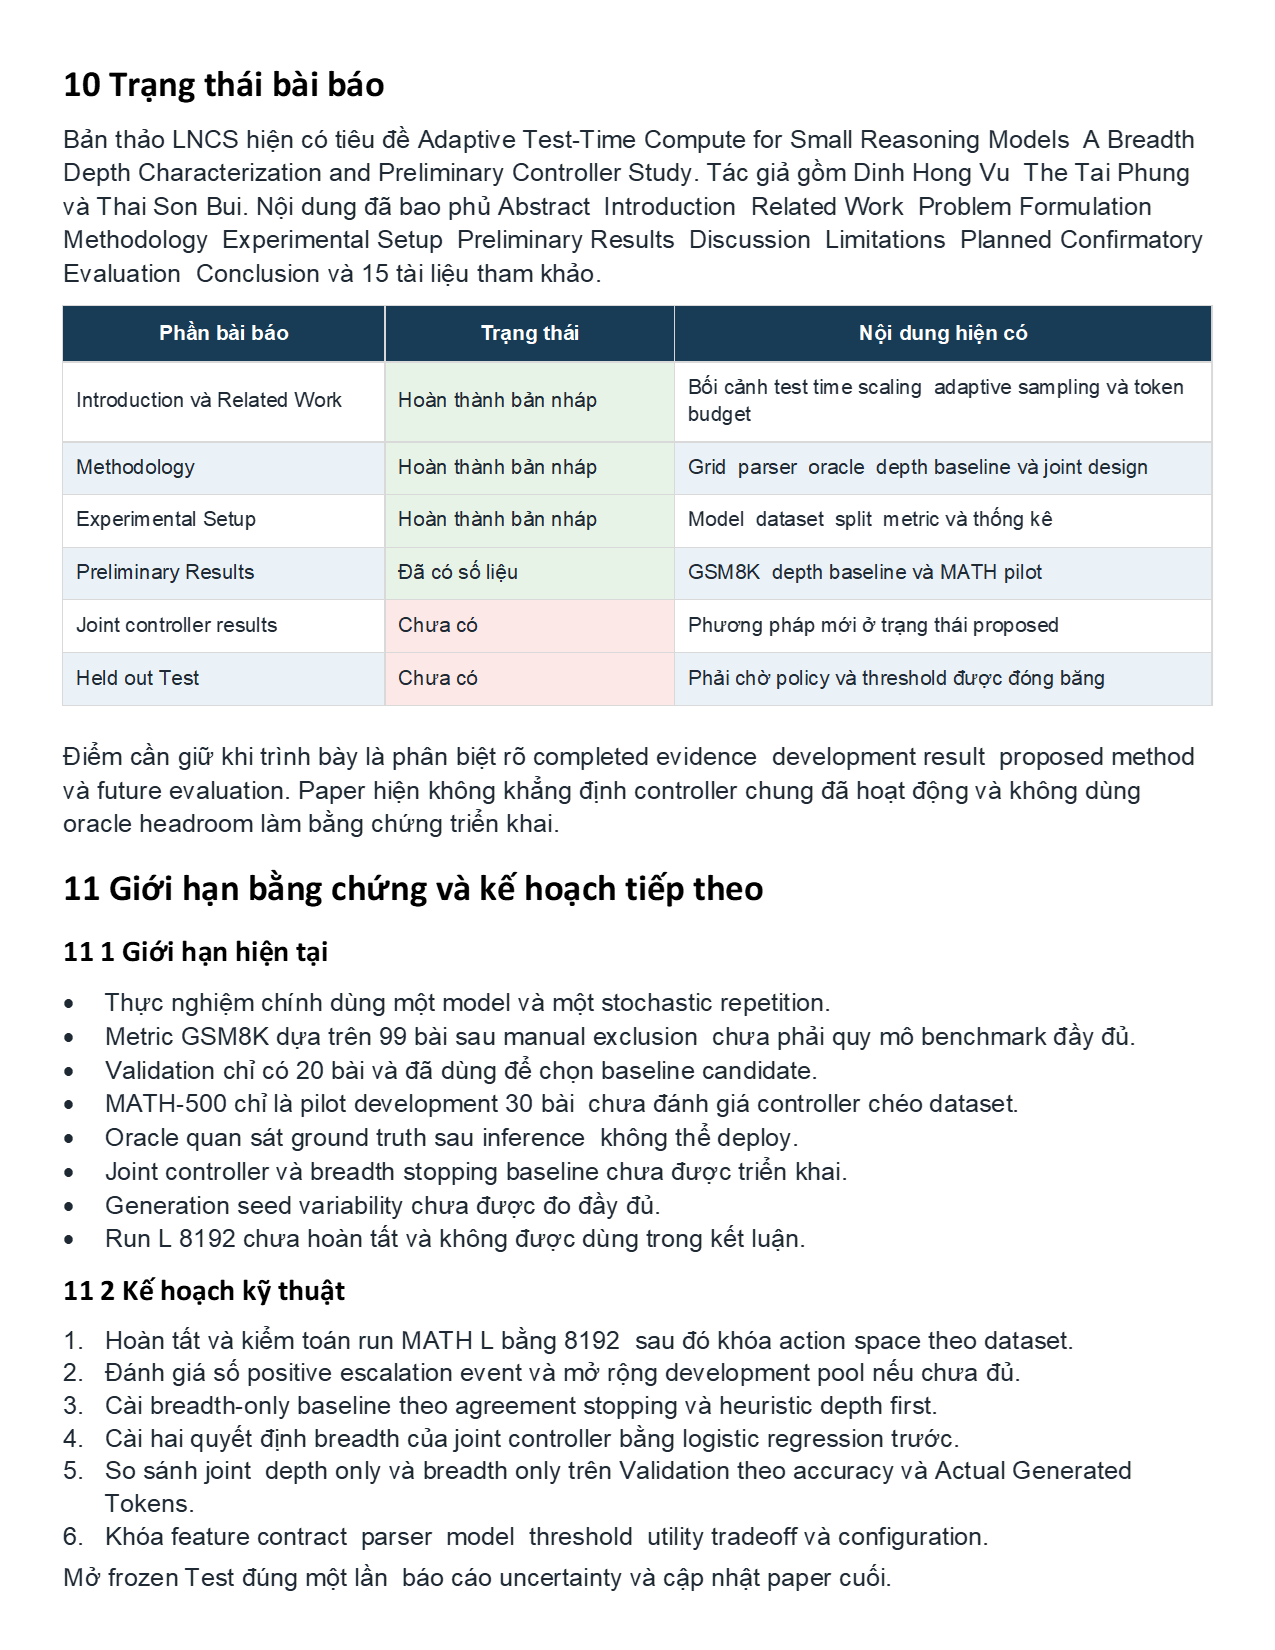 10 Trạng thái bài báo
Bản thảo LNCS hiện có tiêu đề Adaptive Test-Time Compute for Small Reasoning Models  A Breadth
Depth Characterization and Preliminary Controller Study. Tác giả gồm Dinh Hong Vu  The Tai Phung
và Thai Son Bui. Nội dung đã bao phủ Abstract  Introduction  Related Work  Problem Formulation
Methodology  Experimental Setup  Preliminary Results  Discussion  Limitations  Planned Confirmatory
Evaluation  Conclusion và 15 tài liệu tham khảo.
Phần bài báo  Trạng thái  Nội dung hiện có
Introduction và Related Work  Hoàn thành bản nháp  Bối cảnh test time scaling  adaptive sampling và token
budget
Methodology  Hoàn thành bản nháp  Grid  parser  oracle  depth baseline và joint design
Experimental Setup  Hoàn thành bản nháp  Model  dataset  split  metric và thống kê
Preliminary Results  Đã có số liệu  GSM8K  depth baseline và MATH pilot
Joint controller results  Chưa có  Phương pháp mới ở trạng thái proposed
Held out Test  Chưa có  Phải chờ policy và threshold được đóng băng
Điểm cần giữ khi trình bày là phân biệt rõ completed evidence  development result  proposed method
và future evaluation. Paper hiện không khẳng định controller chung đã hoạt động và không dùng
oracle headroom làm bằng chứng triển khai.
11 Giới hạn bằng chứng và kế hoạch tiếp theo
11 1 Giới hạn hiện tại
• Thực nghiệm chính dùng một model và một stochastic repetition.
• Metric GSM8K dựa trên 99 bài sau manual exclusion  chưa phải quy mô benchmark đầy đủ.
• Validation chỉ có 20 bài và đã dùng để chọn baseline candidate.
• MATH-500 chỉ là pilot development 30 bài  chưa đánh giá controller chéo dataset.
• Oracle quan sát ground truth sau inference  không thể deploy.
• Joint controller và breadth stopping baseline chưa được triển khai.
• Generation seed variability chưa được đo đầy đủ.
• Run L 8192 chưa hoàn tất và không được dùng trong kết luận.
11 2 Kế hoạch kỹ thuật
1. Hoàn tất và kiểm toán run MATH L bằng 8192  sau đó khóa action space theo dataset.
2. Đánh giá số positive escalation event và mở rộng development pool nếu chưa đủ.
3. Cài breadth-only baseline theo agreement stopping và heuristic depth first.
4. Cài hai quyết định breadth của joint controller bằng logistic regression trước.
5. So sánh joint  depth only và breadth only trên Validation theo accuracy và Actual Generated
Tokens.
6. Khóa feature contract  parser  model  threshold  utility tradeoff và configuration.
Mở frozen Test đúng một lần  báo cáo uncertainty và cập nhật paper cuối.